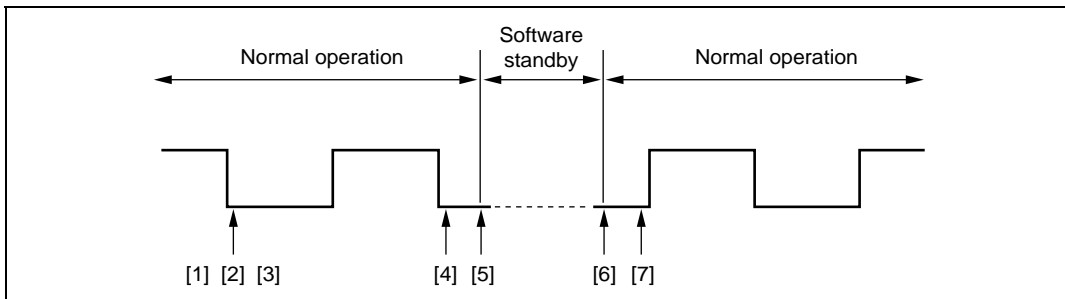 Software
standby
Normal operation
Normal operation
[1] [2] [3]
[4] [5]
[6] [7]